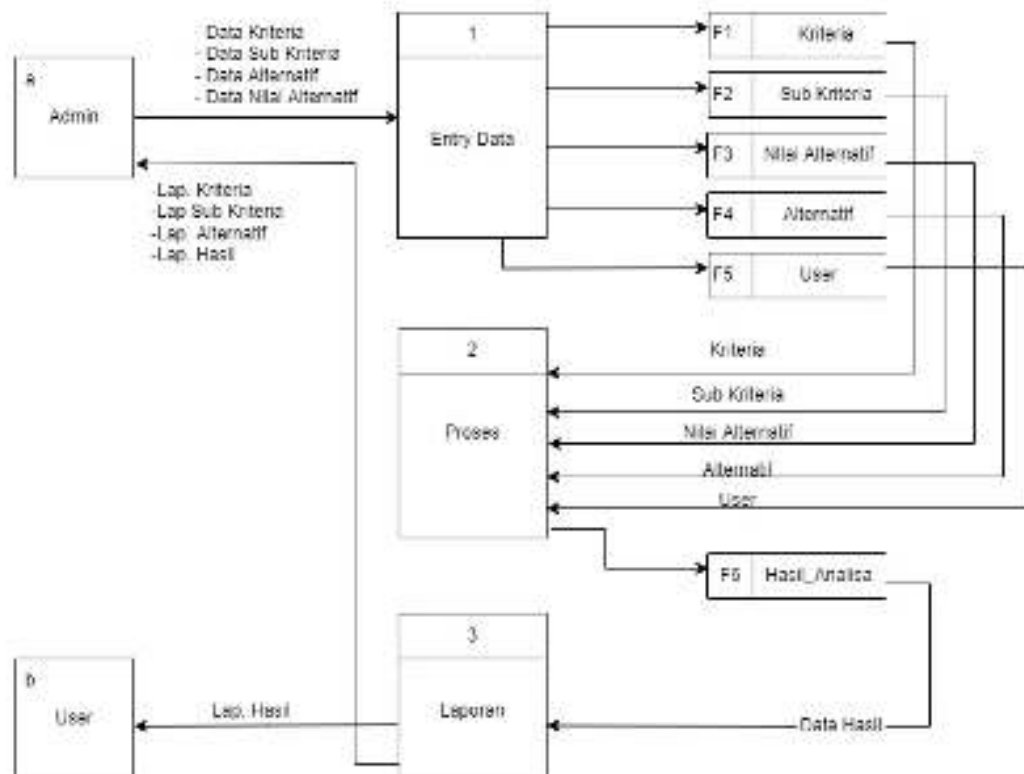 a
Admin
- Data Kriteria
- Data Sub Kriteria
- Data Alternatif
- Data Nilai Alternatif
1
Entry Data
F1 Kriteria
F2 Sub Kriteria
F3 Nilai Alternatif
F4 Alternatif
F5 User
-Lap. Kriteria
-Lap Sub Kriteria
-Lap. Alternatif
-Lap. Hasil
2
Proses
Kriteria
Sub Kriteria
Nilai Alternatif
Alternatif
User
F6 Hasil_Analisa
3
Laporan
b
User
Lap. Hasil
Data Hasil